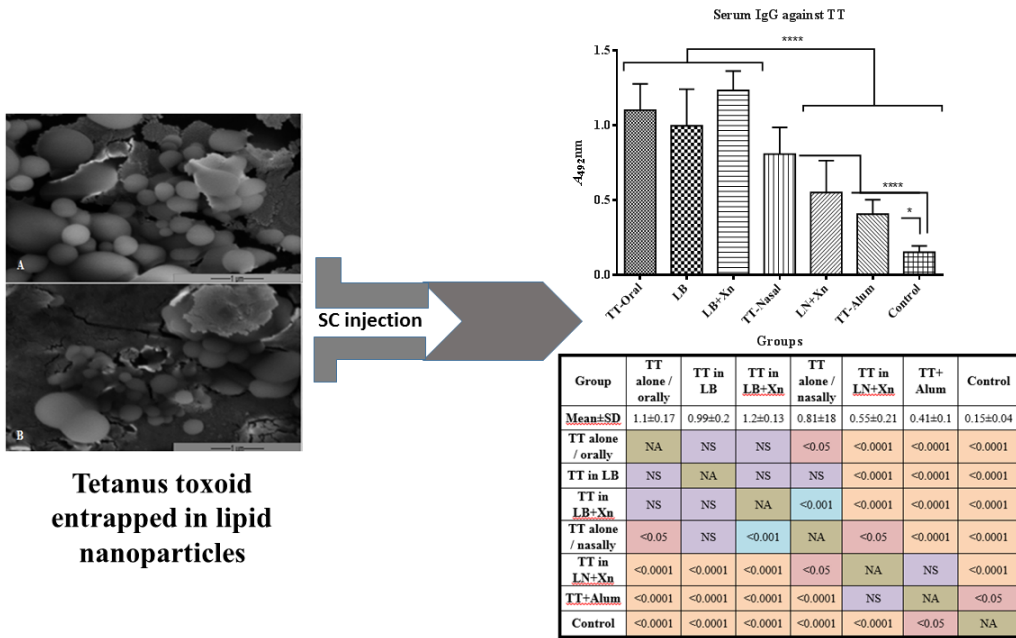 Serum IgG against TT
****
1.5
1.0
0.5
0.0
A492nm
****
*
TT-Oral
LB
LB+Xn
TT-Nasal
LN+Xn
TT-Alum
Control
Groups
A
B
SC injection
Tetanus toxoid
entrapped in lipid
nanoparticles
Group TT alone / orally TT in LB TT in LB+Xn TT alone / nasally TT in LN+Xn TT+ Alum Control
Mean±SD 1.1±0.17 0.99±0.2 1.2±0.13 0.81±18 0.55±0.21 0.41±0.1 0.15±0.04
TT alone / orally NA NS NS <0.05 <0.0001 <0.0001 <0.0001
TT in LB NS NA NS NS <0.0001 <0.0001 <0.0001
TT in LB+Xn NS NS NA <0.001 <0.0001 <0.0001 <0.0001
TT alone / nasally <0.05 NS <0.001 NA <0.05 <0.0001 <0.0001
TT in LN+Xn <0.0001 <0.0001 <0.0001 <0.05 NA NS <0.0001
TT+Alum <0.0001 <0.0001 <0.0001 <0.0001 NS NA <0.05
Control <0.0001 <0.0001 <0.0001 <0.0001 <0.0001 <0.05 NA